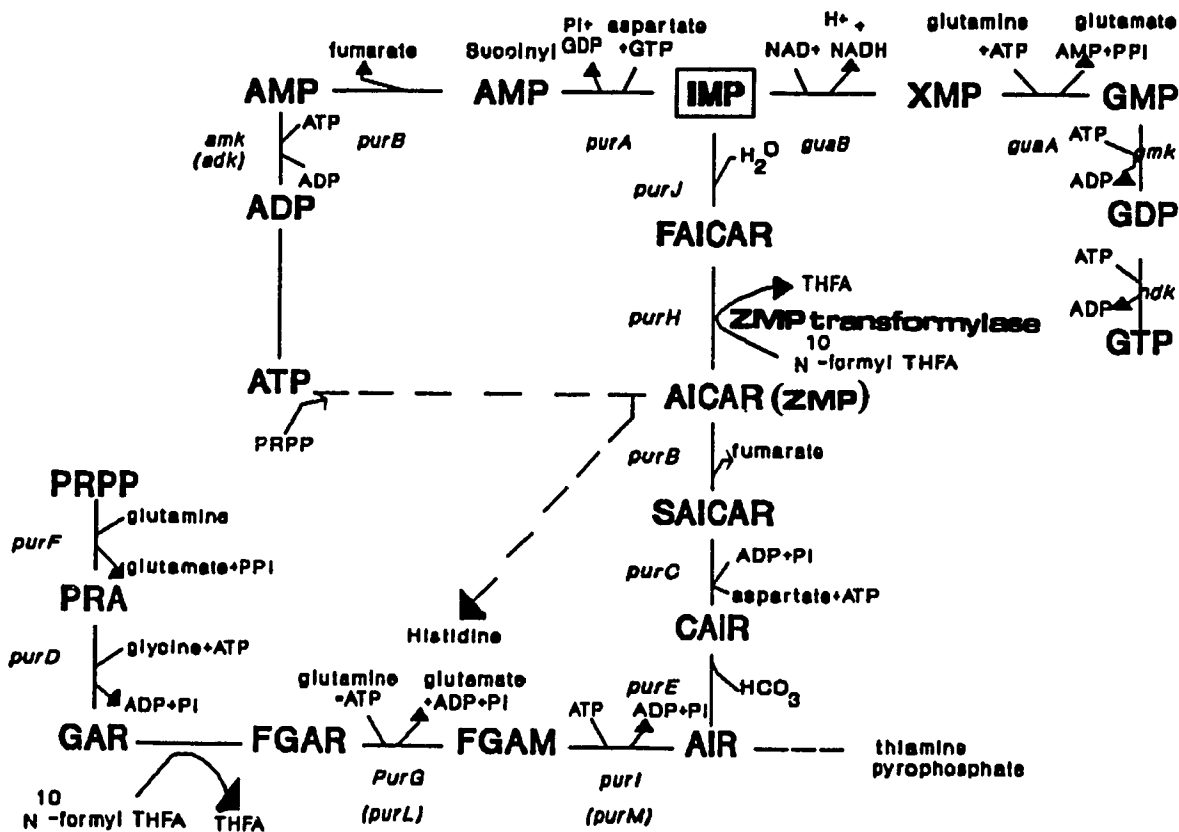 fumarate
Succinyl
Pi+ aspartate
GDP +GTP
H+ +
NAD+ NADH
glutamine
+ATP
glutamate
AMP+PPi
AMP
AMP
IMP
XMP
GMP
amk
(adk)
ATP
ADP
purB
purA
guaB
guaA
ATP
gmk
ADP
H2O
purJ
ADP
FAICAR
GDP
THFA
purH
ZMP transformylase
10
N -formyl THFA
ATP
ndk
ADP
GTP
ATP
AICAR (ZMP)
PRPP
purB
fumarate
PRPP
SAICAR
purF
glutamine
glutamate+PPi
purC
ADP+Pi
aspartate+ATP
PRA
CAIR
purD
glycine+ATP
ADP+Pi
Histidine
purE
HCO3
glutamine
=ATP
glutamate
+ADP+Pi
ATP
ADP+Pi
GAR
FGAR
FGAM
AIR
thiamine
pyrophosphate
PurG
(purL)
purI
(purM)
10
N -formyl THFA
THFA